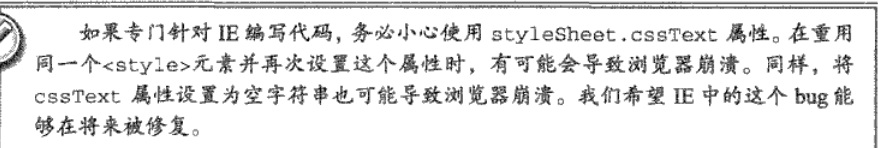 如果专门针对 IE 编写代码，务必小心使用 styleSheet.cssText 属性。在重用
同一个<style>元素并再次设置这个属性时，有可能会导致浏览器崩溃。同样，将
cssText 属性设置为空字符串也可能导致浏览器崩溃。我们希望 IE 中的这个 bug 能
够在将来被修复。